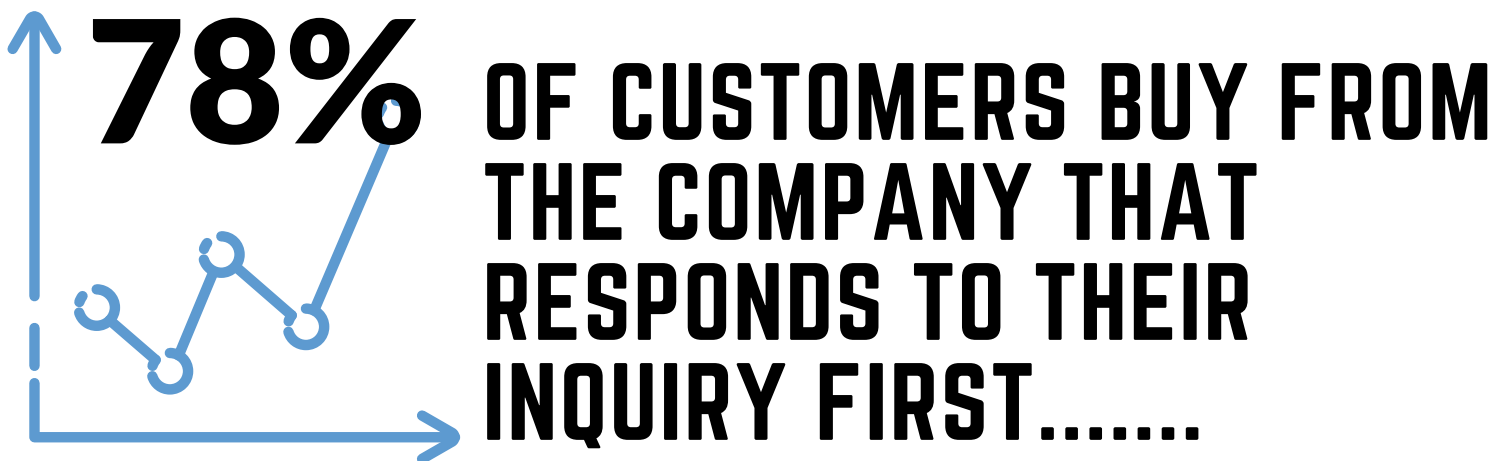 78%
OF CUSTOMERS BUY FROM
THE COMPANY THAT
RESPONDS TO THEIR
INQUIRY FIRST.......